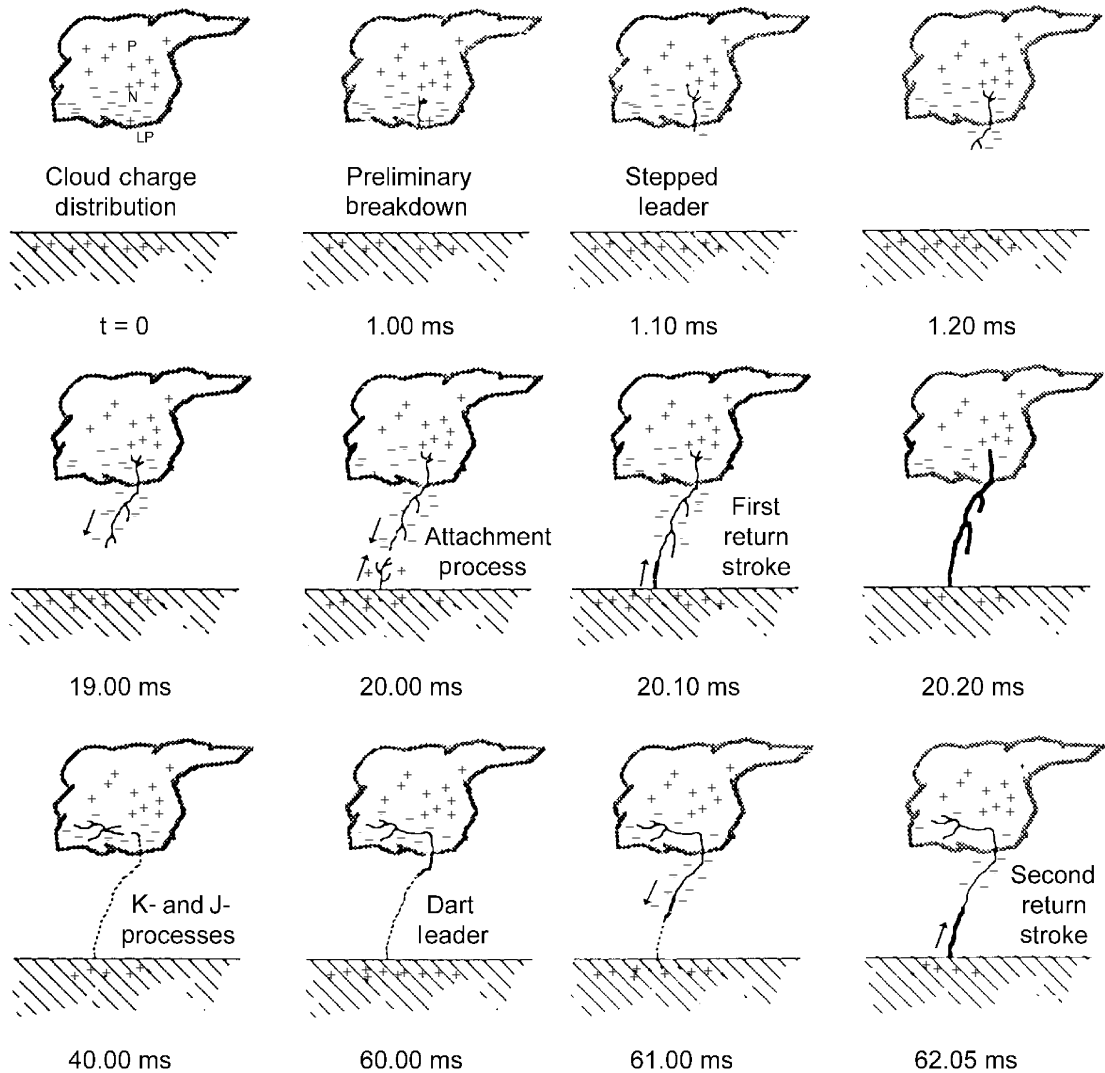 P
N
LP
Cloud charge
distribution
Preliminary
breakdown
Stepped
leader
t = 0
1.00 ms
1.10 ms
1.20 ms
Attachment
process
First
return
stroke
19.00 ms
20.00 ms
20.10 ms
20.20 ms
K- and J-
processes
Dart
leader
Second
return
stroke
40.00 ms
60.00 ms
61.00 ms
62.05 ms